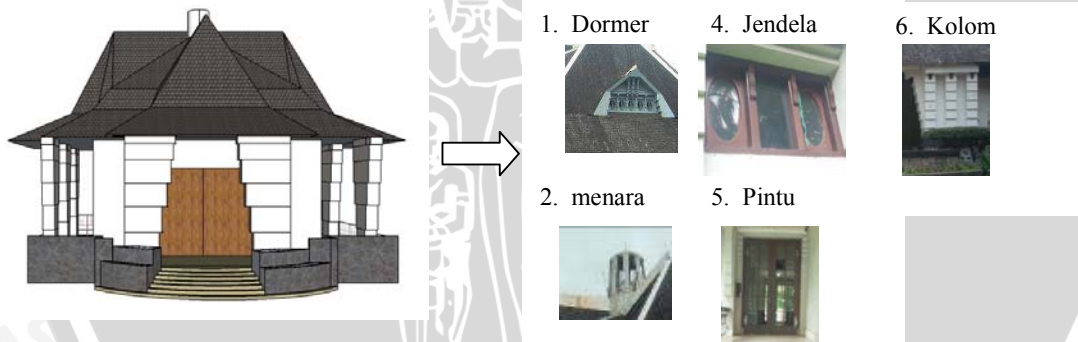 1. Dormer
4. Jendela
6. Kolom
2. menara
5. Pintu